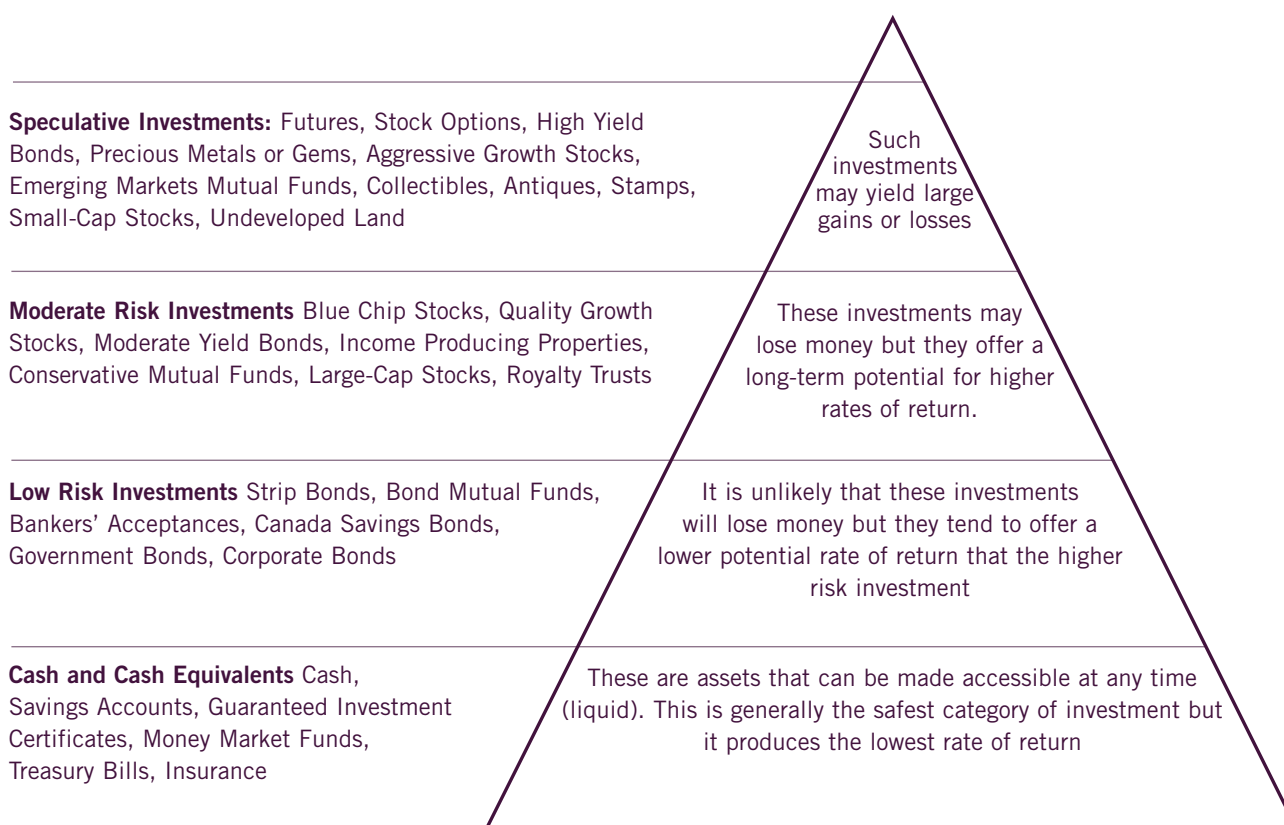 Speculative Investments: Futures, Stock Options, High Yield
Bonds, Precious Metals or Gems, Aggressive Growth Stocks,
Emerging Markets Mutual Funds, Collectibles, Antiques, Stamps,
Small-Cap Stocks, Undeveloped Land
Such
investments
may yield large
gains or losses
Moderate Risk Investments Blue Chip Stocks, Quality Growth
Stocks, Moderate Yield Bonds, Income Producing Properties,
Conservative Mutual Funds, Large-Cap Stocks, Royalty Trusts
These investments may
lose money but they offer a
long-term potential for higher
rates of return.
Low Risk Investments Strip Bonds, Bond Mutual Funds,
Bankers’ Acceptances, Canada Savings Bonds,
Government Bonds, Corporate Bonds
It is unlikely that these investments
will lose money but they tend to offer a
lower potential rate of return that the higher
risk investment
Cash and Cash Equivalents Cash,
Savings Accounts, Guaranteed Investment
Certificates, Money Market Funds,
Treasury Bills, Insurance
These are assets that can be made accessible at any time
(liquid). This is generally the safest category of investment but
it produces the lowest rate of return